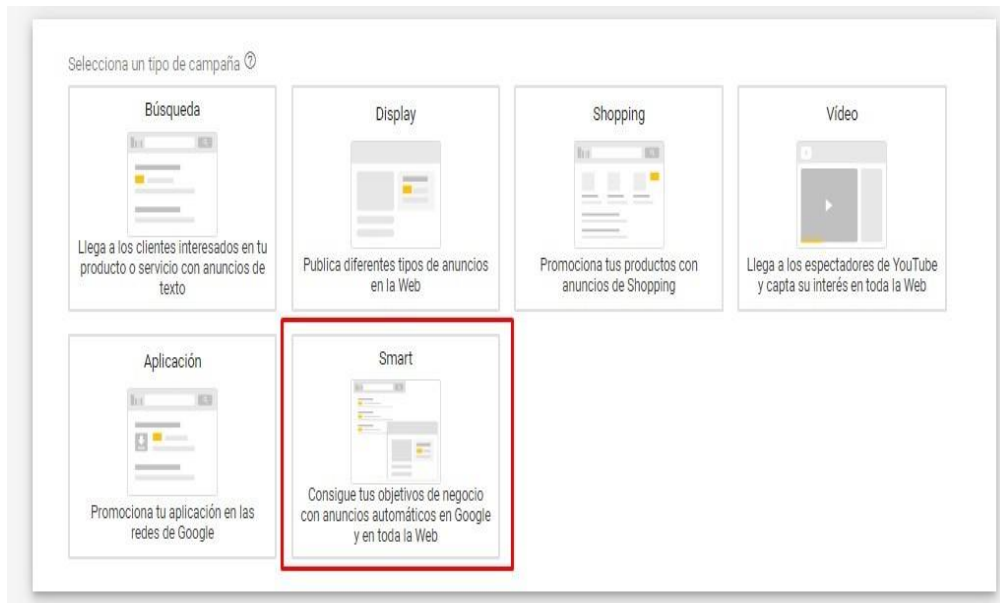 Selecciona un tipo de campaña ?
Búsqueda
Llega a los clientes interesados en tu
producto o servicio con anuncios de
texto
Display
Publica diferentes tipos de anuncios
en la Web
Shopping
Promociona tus productos con
anuncios de Shopping
Vídeo
Llega a los espectadores de YouTube
y capta su interés en toda la Web
Aplicación
Promociona tu aplicación en las
redes de Google
Smart
Consigue tus objetivos de negocio
con anuncios automáticos en Google
y en toda la Web